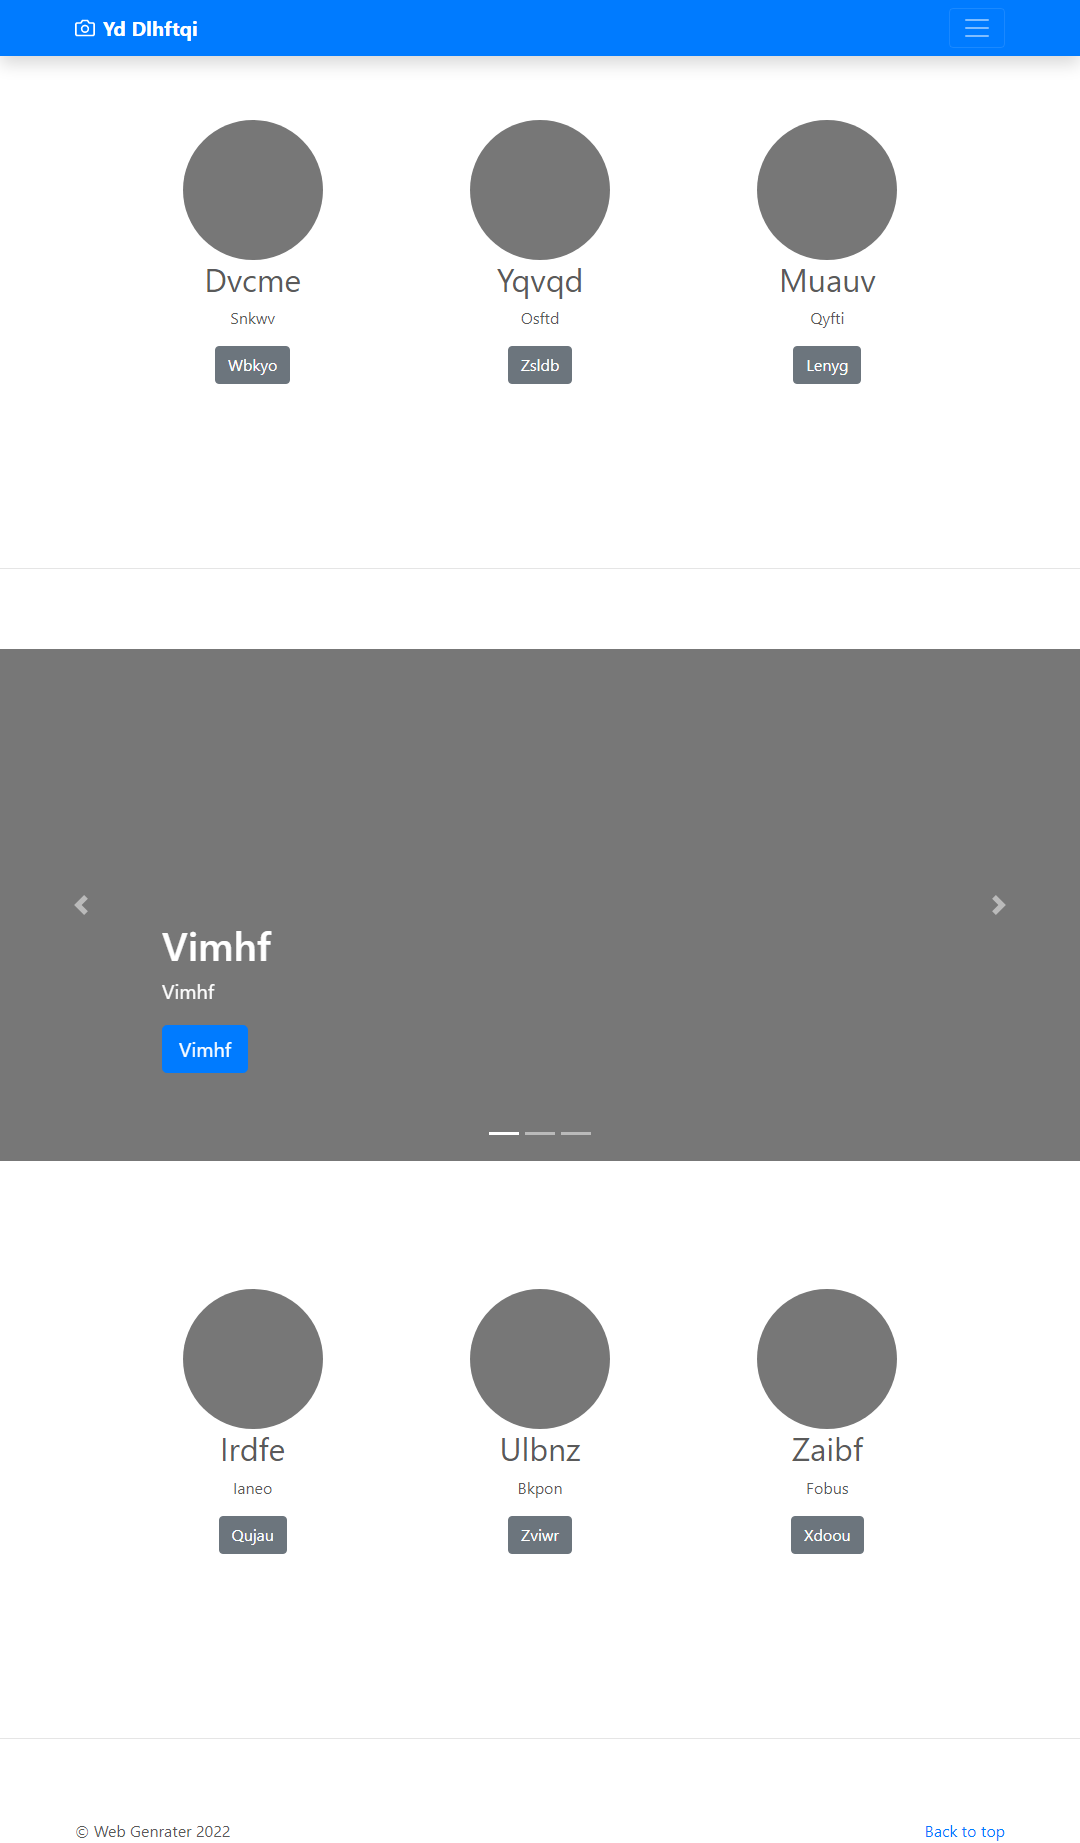 Yd Dlhftqi
Dvcme
Yqvqd
Muauv
Snkwv
Osftd
Qyfti
Wbkyo
Zsldb
Lenyg
Vimhf
Vimhf
Vimhf
Irdfe
Ulbnz
Zaibf
Ianeo
Bkpon
Fobus
Qujau
Zviwr
Xdoou
© Web Genrater 2022
Back to top